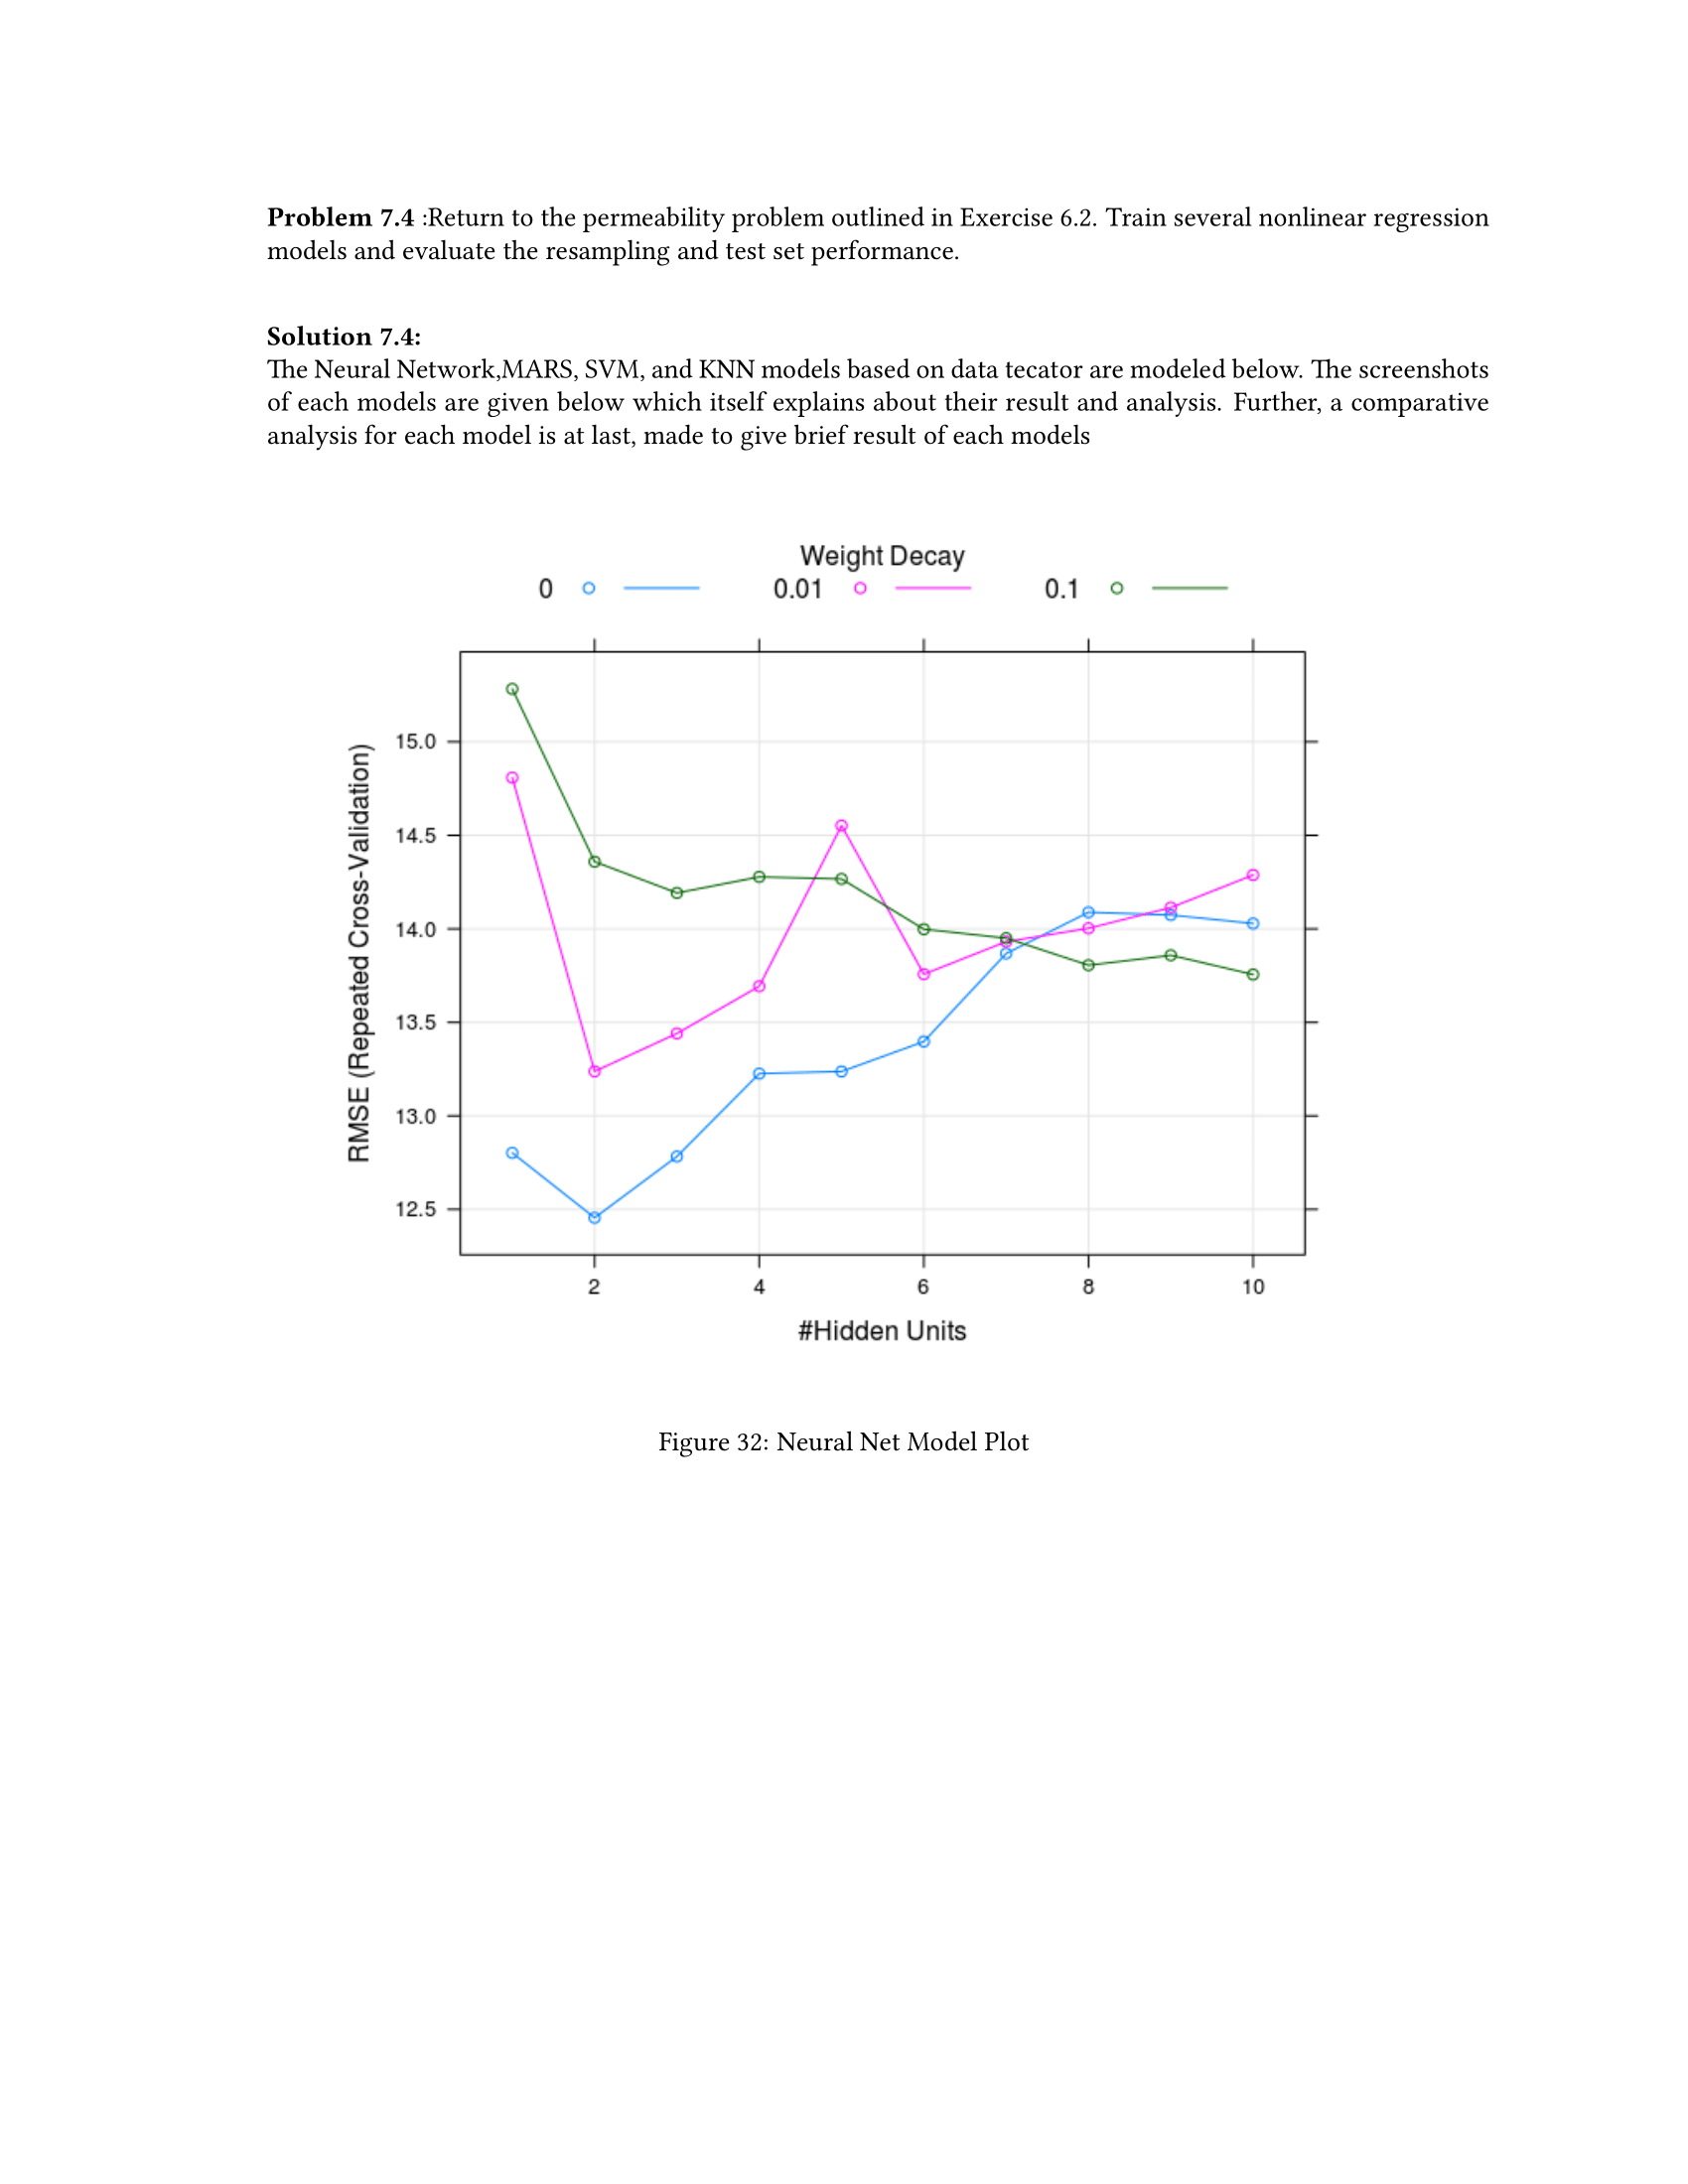 Problem 7.4 :Return to the permeability problem outlined in Exercise 6.2. Train several nonlinear regression
models and evaluate the resampling and test set performance.
Solution 7.4:
The Neural Network,MARS, SVM, and KNN models based on data tecator are modeled below. The screenshots
of each models are given below which itself explains about their result and analysis. Further, a comparative
analysis for each model is at last, made to give brief result of each models
Weight Decay
0 0.01 0.1
RMSE (Repeated Cross-Validation)
15.0
14.5
14.0
13.5
13.0
12.5
2 4 6 8 10
#Hidden Units
Figure 32: Neural Net Model Plot